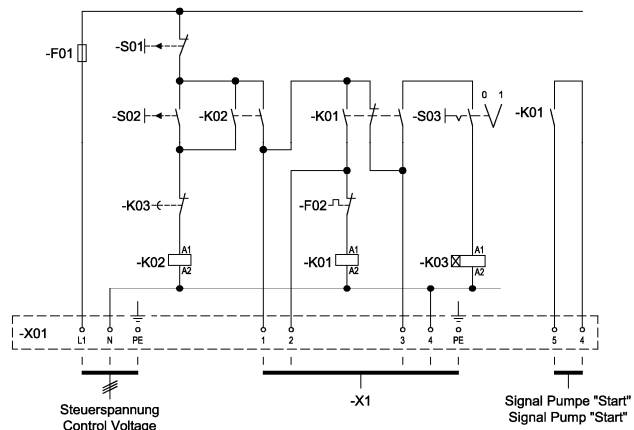 -S01
-F01
0 1
-S02
-K02
-K01
-S03
-K01
-K03
-F02
A1
A1
A1
-K02
-K01
-K03
A2
A2
A2
-X01
L1 N PE 1 2 3 4 PE 5 4
-X1
Steuerspannung
Control Voltage
Signal Pumpe "Start"
Signal Pump "Start"